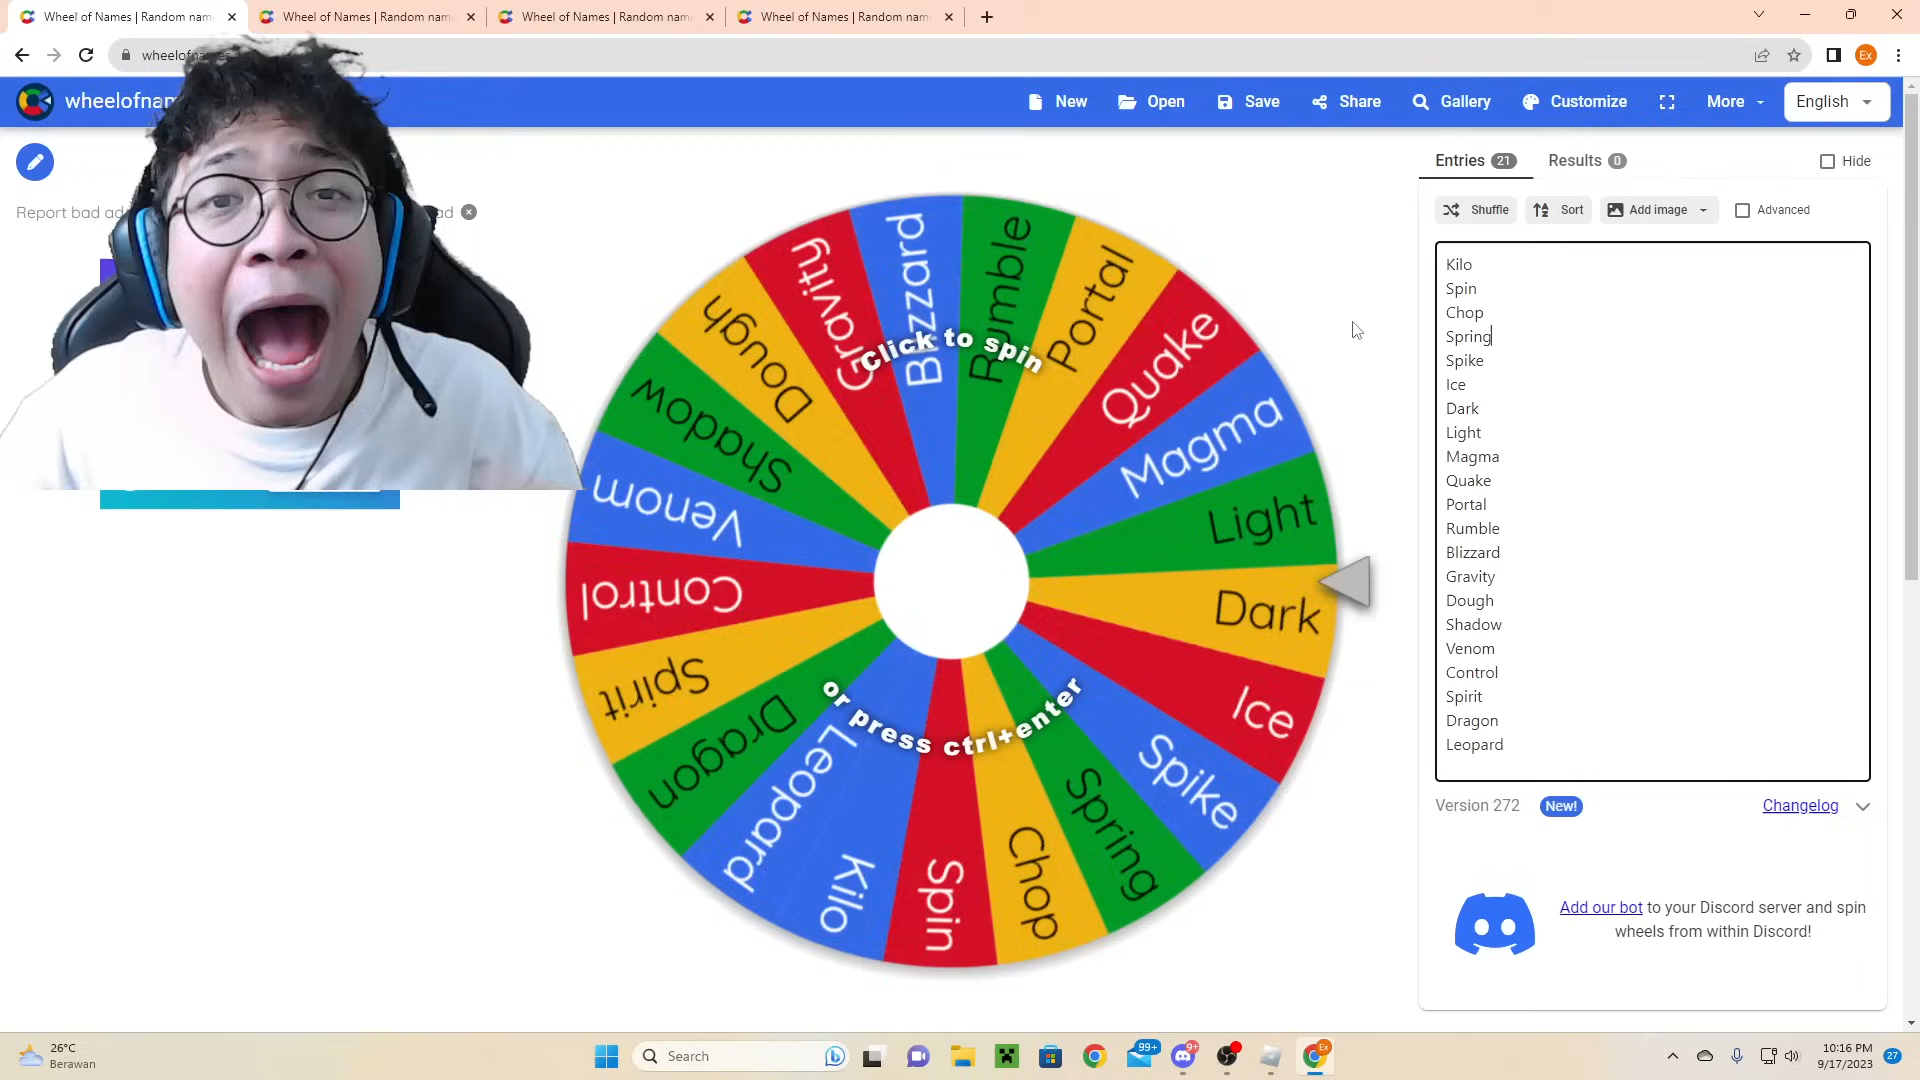 Wheel of Names | Random nam
Wheel of Names | Random nam
Wheel of Names | Random nam
Wheel of Names | Random nam
Ex
wheelofnam
New
Open
Save
Share
Gallery
Customize
More
English
Report bad ad
ad
Entries 21
Results 0
Hide
Shuffle
Sort
Add image
Advanced
Kilo
Spin
Chop
Spring
Spike
Ice
Dark
Light
Magma
Quake
Portal
Rumble
Blizzard
Gravity
Dough
Shadow
Venom
Control
Spirit
Dragon
Leopard
Click to spin
or press ctrl+enter
Blizzard
Rumble
Portal
Quake
Magma
Light
Dark
Ice
Spike
Spring
Chop
Spin
Kilo
Leopard
Dragon
Spirit
Control
Venom
Shadow
Dough
Gravity
Version 272
New!
Changelog
Add our bot to your Discord server and spin
wheels from within Discord!
26°C
Berawan
Search
99+
9+
Ex
10:16 PM
9/17/2023
27